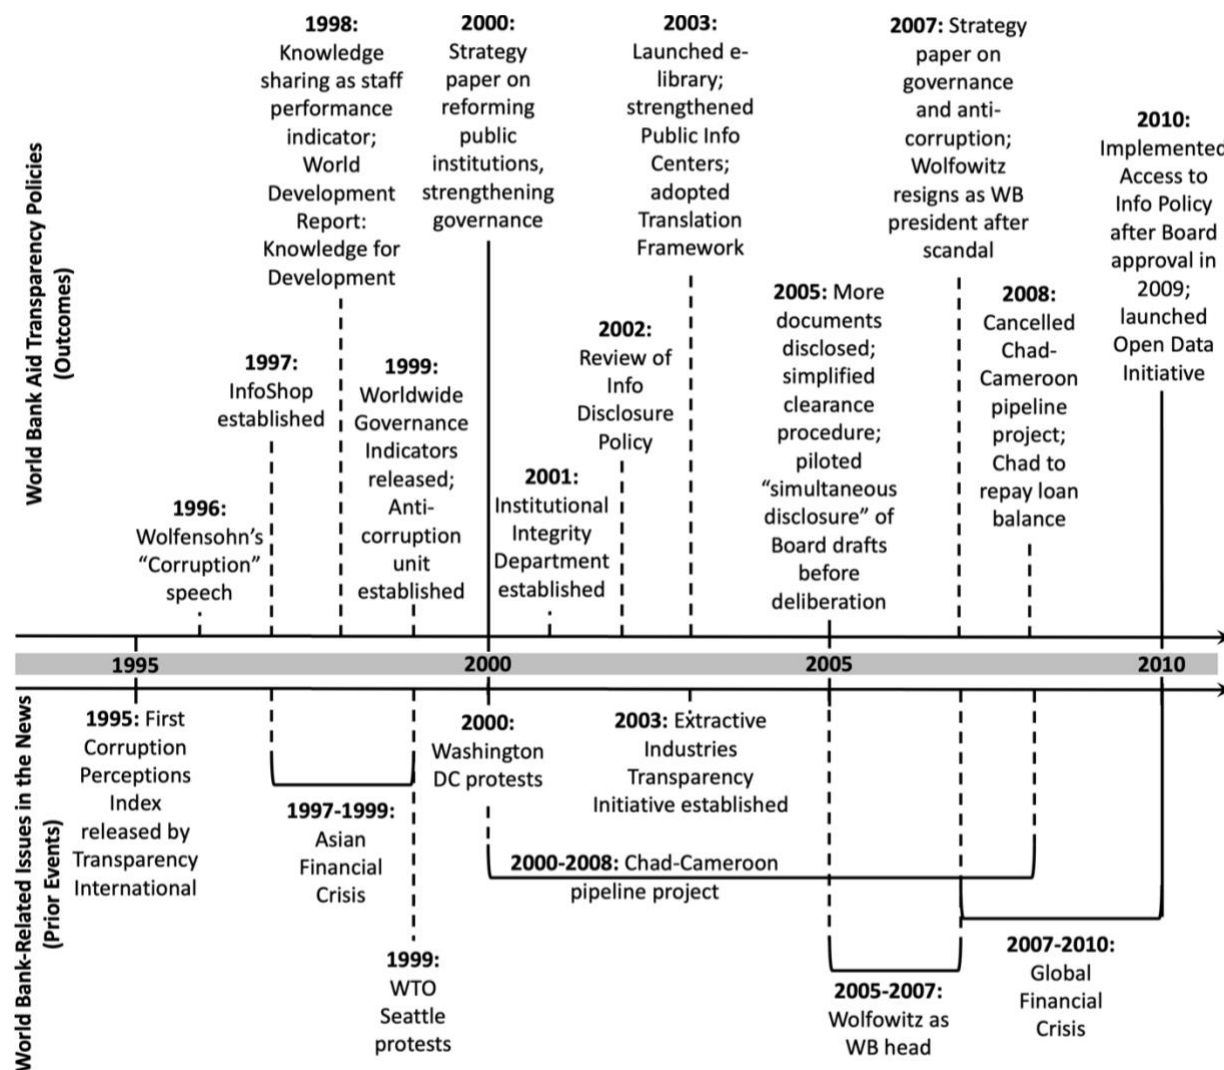 World Bank Aid Transparency Policies
(Outcomes)
1996:
Wolfensohn’s
“Corruption”
speech
1997:
InfoShop
established
1998:
Knowledge
sharing as staff
performance
indicator;
World
Development
Report:
Knowledge for
Development
1999:
Worldwide
Governance
Indicators
released;
Anti-
corruption
unit
established
2000:
Strategy
paper on
reforming
public
institutions,
strengthening
governance
2001:
Institutional
Integrity
Department
established
2002:
Review of
Info
Disclosure
Policy
2003:
Launched e-
library;
strengthened
Public Info
Centers;
adopted
Translation
Framework
2005: More
documents
disclosed;
simplified
clearance
procedure;
piloted
“simultaneous
disclosure” of
Board drafts
before
deliberation
2007: Strategy
paper on
governance
and anti-
corruption;
Wolfowitz
resigns as WB
president after
scandal
2008:
Cancelled
Chad-
Cameroon
pipeline
project;
Chad to
repay loan
balance
2010:
Implemented
Access to
Info Policy
after Board
approval in
2009;
launched
Open Data
Initiative
1995
2000
2005
2010
World Bank-Related Issues in the News
(Prior Events)
1995: First
Corruption
Perceptions
Index
released by
Transparency
International
1997-1999:
Asian
Financial
Crisis
1999:
WTO
Seattle
protests
2000:
Washington
DC protests
2003: Extractive
Industries
Transparency
Initiative established
2000-2008: Chad-Cameroon
pipeline project
2005-2007:
Wolfowitz as
WB head
2007-2010:
Global
Financial
Crisis